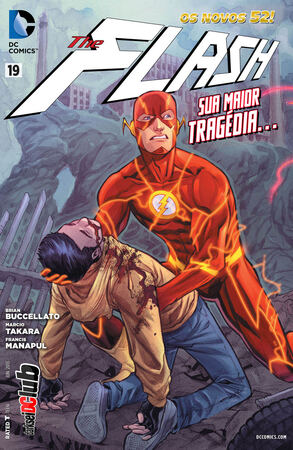 OS NOVOS 52!
DC COMICS™
The
FLASH
19
SUA MAIOR
TRAGÉDIA...
BRIAN
BUCCELLATO
MARCIO
TAKARA
FRANCIS
MANAPUL
RATED T
DCCOMICS.COM